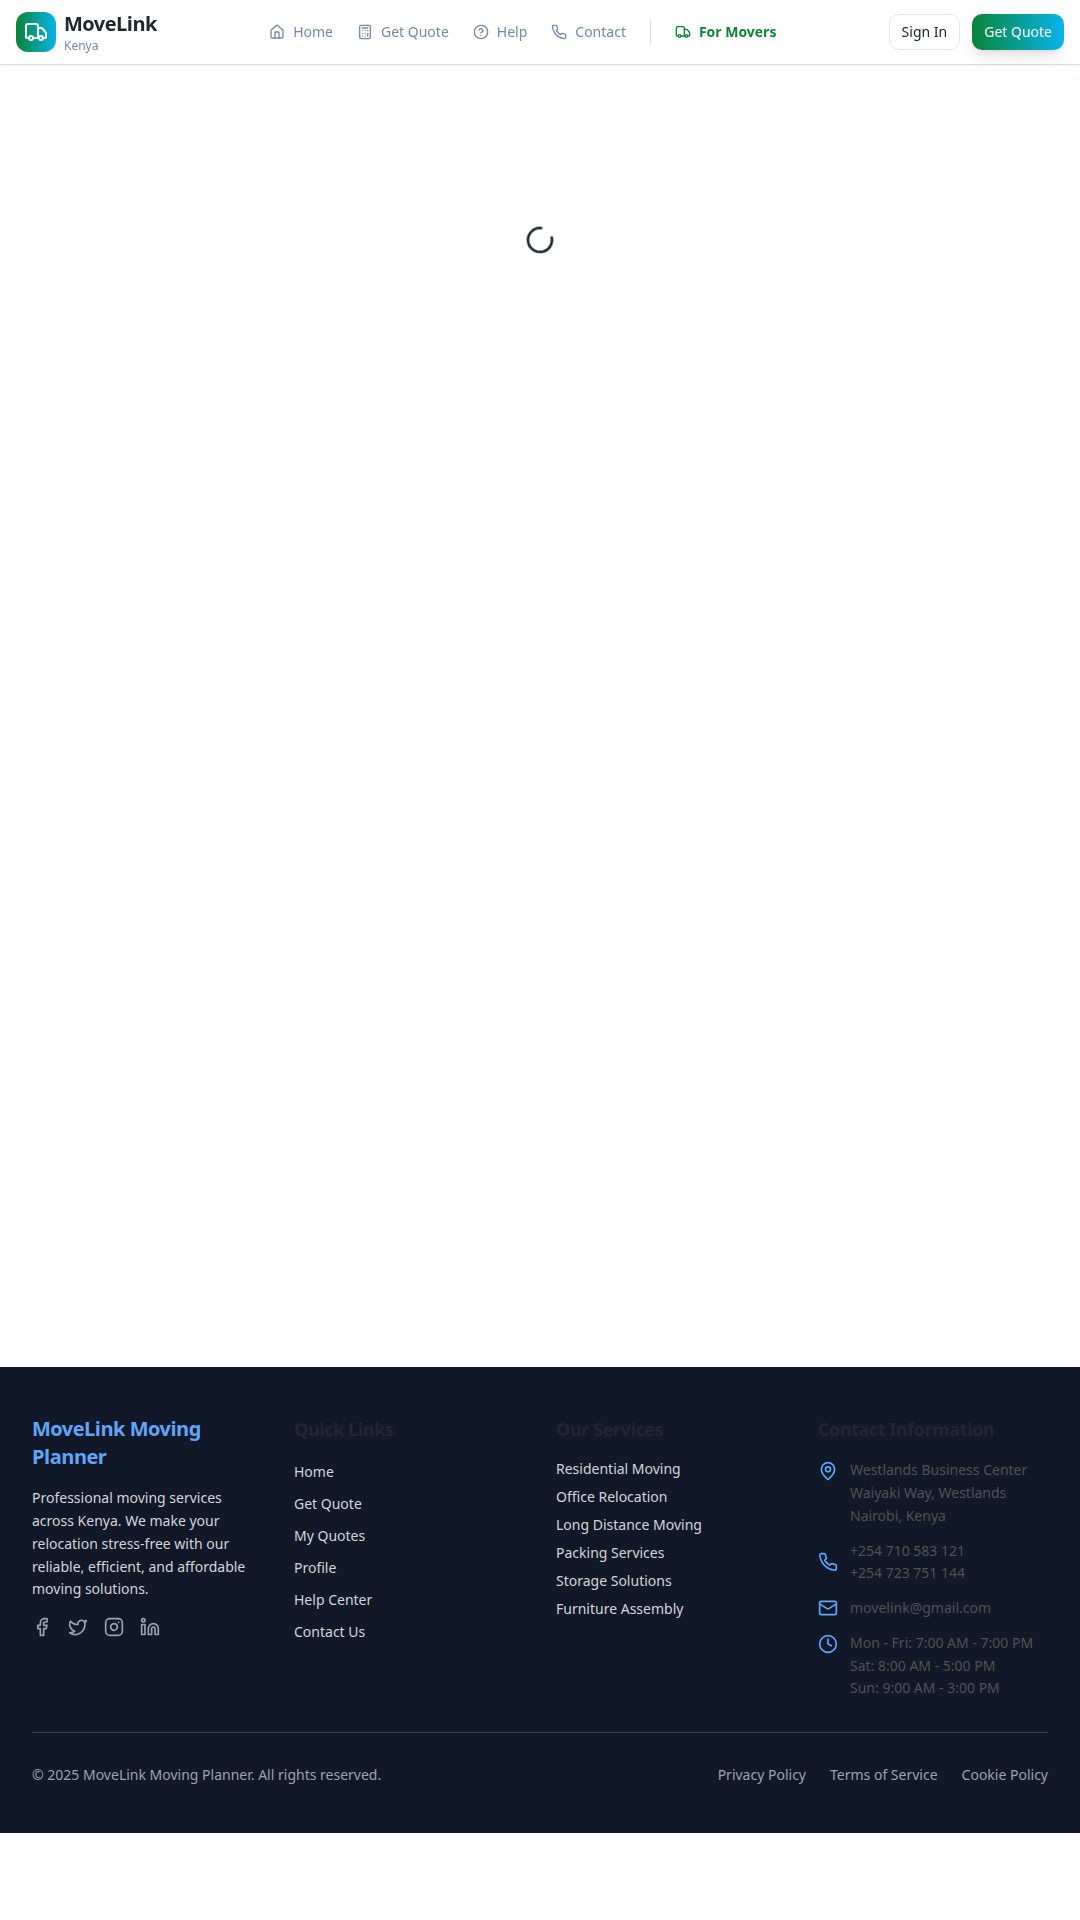 MoveLink
Kenya
Home
Get Quote
Help
Contact
For Movers
Sign In
Get Quote
MoveLink Moving
Planner
Professional moving services
across Kenya. We make your
relocation stress-free with our
reliable, efficient, and affordable
moving solutions.
Quick Links
Home
Get Quote
My Quotes
Profile
Help Center
Contact Us
Our Services
Residential Moving
Office Relocation
Long Distance Moving
Packing Services
Storage Solutions
Furniture Assembly
Contact Information
Westlands Business Center
Waiyaki Way, Westlands
Nairobi, Kenya
+254 710 583 121
+254 723 751 144
movelink@gmail.com
Mon - Fri: 7:00 AM - 7:00 PM
Sat: 8:00 AM - 5:00 PM
Sun: 9:00 AM - 3:00 PM
© 2025 MoveLink Moving Planner. All rights reserved.
Privacy Policy
Terms of Service
Cookie Policy